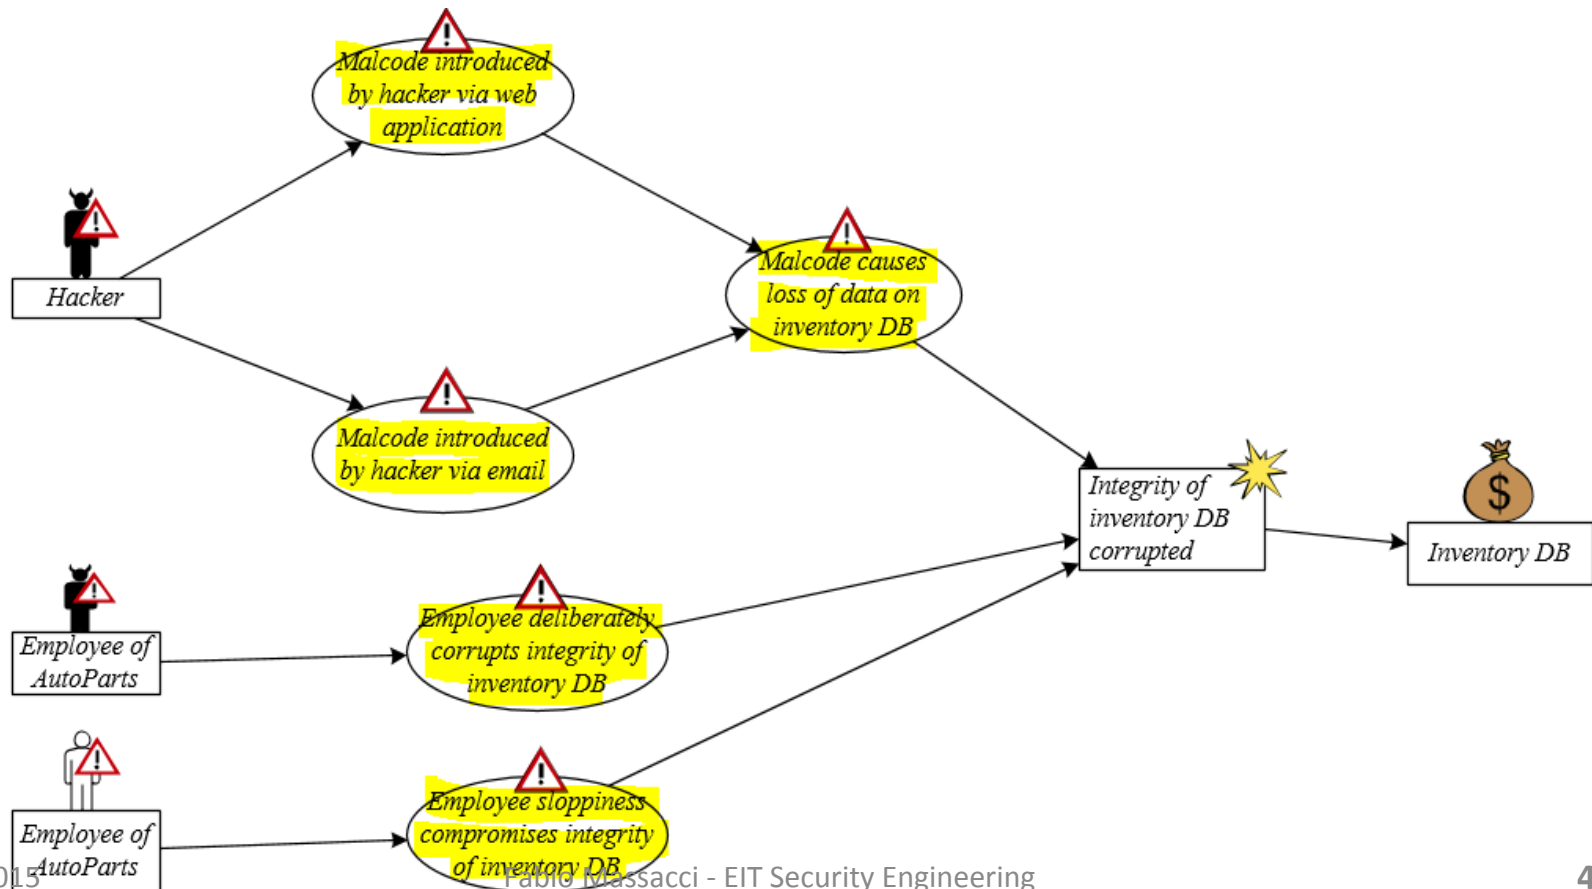 Malcode introduced
by hacker via web
application
Hacker
Malcode causes
loss of data on
inventory DB
Malcode introduced
by hacker via email
Integrity of
inventory DB
corrupted
$
Inventory DB
Employee of
AutoParts
Employee deliberately
corrupts integrity of
inventory DB
Employee of
AutoParts
Employee sloppiness
compromises integrity
of inventory DB
015
Fabio Massacci - EIT Security Engineering
4